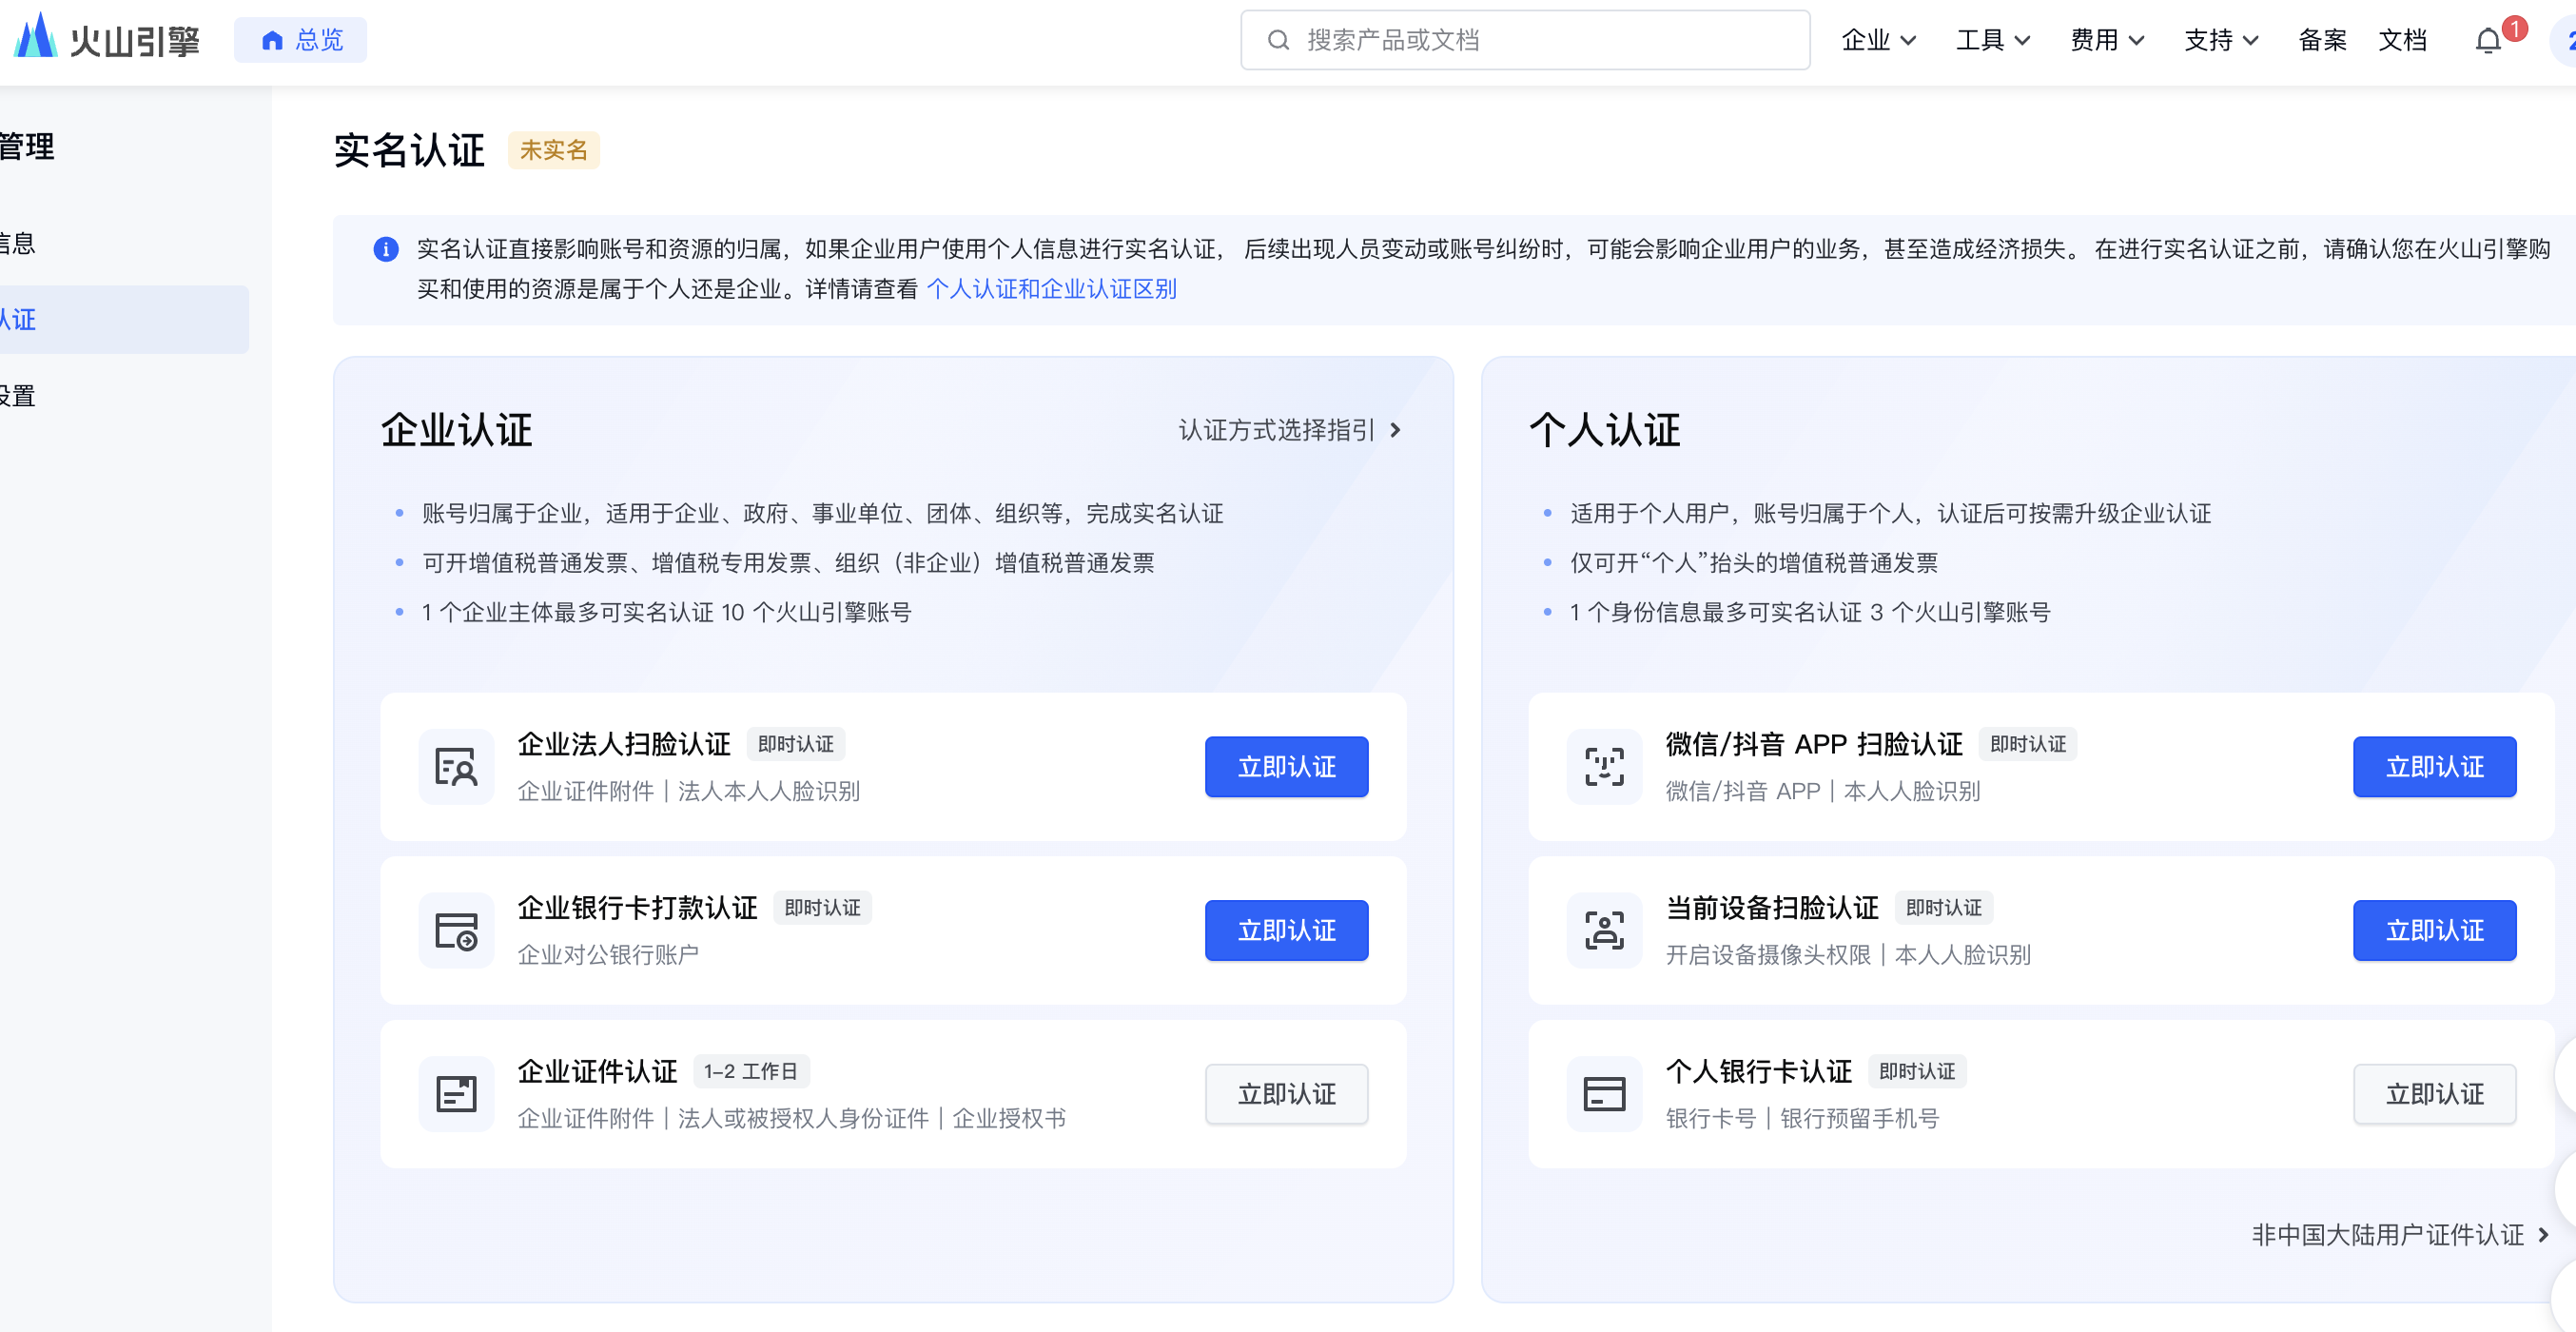 火山引擎
总览
搜索产品或文档
企业
工具
费用
支持
备案
文档
1
管理
信息
认证
设置
实名认证
未实名
实名认证直接影响账号和资源的归属，如果企业用户使用个人信息进行实名认证， 后续出现人员变动或账号纠纷时，可能会影响企业用户的业务，甚至造成经济损失。 在进行实名认证之前，请确认您在火山引擎购
买和使用的资源是属于个人还是企业。详情请查看 个人认证和企业认证区别
企业认证
认证方式选择指引
账号归属于企业，适用于企业、政府、事业单位、团体、组织等，完成实名认证
可开增值税普通发票、增值税专用发票、组织（非企业）增值税普通发票
1 个企业主体最多可实名认证 10 个火山引擎账号
企业法人扫脸认证 即时认证
企业证件附件｜法人本人人脸识别
立即认证
企业银行卡打款认证 即时认证
企业对公银行账户
立即认证
企业证件认证 1-2 工作日
企业证件附件｜法人或被授权人身份证件｜企业授权书
立即认证
个人认证
适用于个人用户，账号归属于个人，认证后可按需升级企业认证
仅可开“个人”抬头的增值税普通发票
1 个身份信息最多可实名认证 3 个火山引擎账号
微信/抖音 APP 扫脸认证 即时认证
微信/抖音 APP｜本人人脸识别
立即认证
当前设备扫脸认证 即时认证
开启设备摄像头权限｜本人人脸识别
立即认证
个人银行卡认证 即时认证
银行卡号｜银行预留手机号
立即认证
非中国大陆用户证件认证